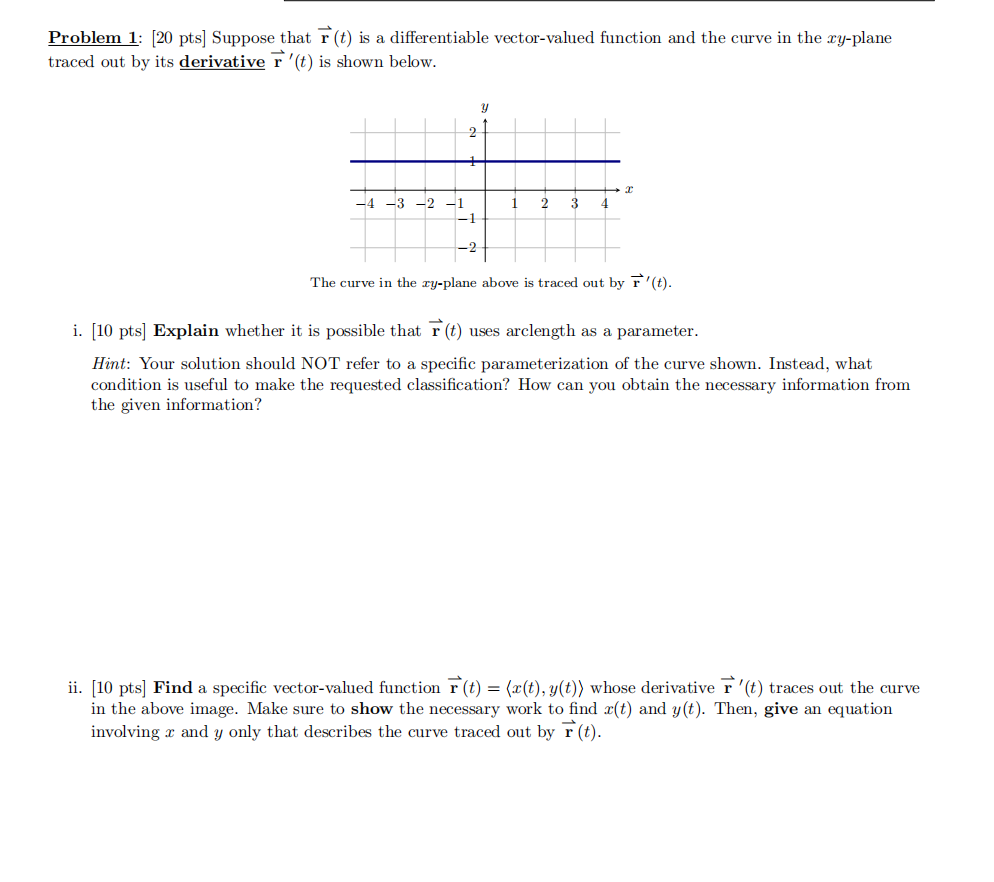 Problem 1: [20 pts] Suppose that r⃗(t) is a differentiable vector-valued function and the curve in the xy-plane
traced out by its derivative r⃗ ′(t) is shown below.
y
2
1
x
−4 −3 −2 −1 1 2 3 4
−1
−2
The curve in the xy-plane above is traced out by r⃗ ′(t).
i. [10 pts] Explain whether it is possible that r⃗(t) uses arclength as a parameter.
Hint: Your solution should NOT refer to a specific parameterization of the curve shown. Instead, what
condition is useful to make the requested classification? How can you obtain the necessary information from
the given information?
ii. [10 pts] Find a specific vector-valued function r⃗(t) = ⟨x(t), y(t)⟩ whose derivative r⃗ ′(t) traces out the curve
in the above image. Make sure to show the necessary work to find x(t) and y(t). Then, give an equation
involving x and y only that describes the curve traced out by r⃗(t).